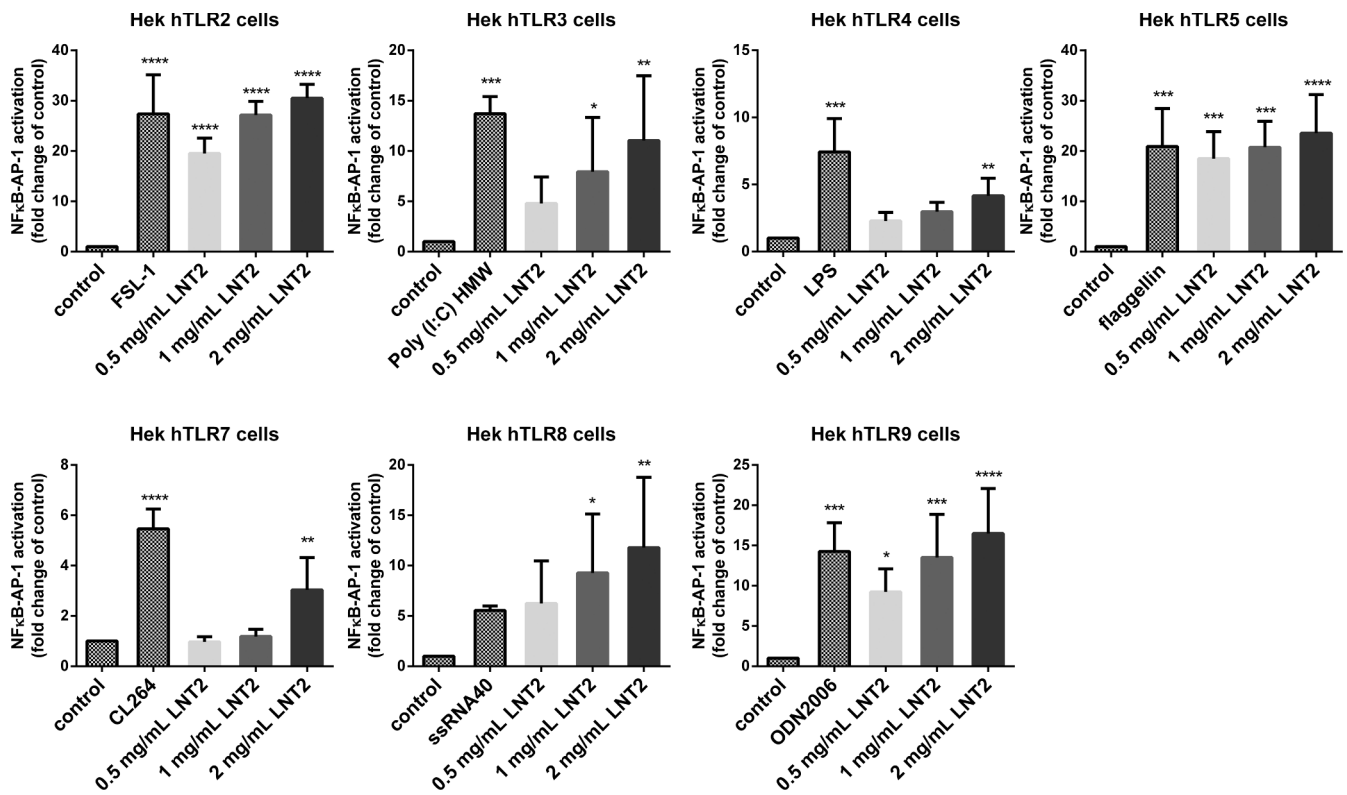 Hek hTLR2 cells
NFκB-AP-1 activation
(fold change of control)
40
30
20
10
0
****
****
****
****
control
FSL-1
0.5 mg/mL LNT2
1 mg/mL LNT2
2 mg/mL LNT2
Hek hTLR3 cells
NFκB-AP-1 activation
(fold change of control)
20
15
10
5
0
***
*
**
control
Poly (I:C) HMW
0.5 mg/mL LNT2
1 mg/mL LNT2
2 mg/mL LNT2
Hek hTLR4 cells
NFκB-AP-1 activation
(fold change of control)
15
10
5
0
***
**
control
LPS
0.5 mg/mL LNT2
1 mg/mL LNT2
2 mg/mL LNT2
Hek hTLR5 cells
NFκB-AP-1 activation
(fold change of control)
40
30
20
10
0
***
***
***
****
control
flaggellin
0.5 mg/mL LNT2
1 mg/mL LNT2
2 mg/mL LNT2
Hek hTLR7 cells
NFκB-AP-1 activation
(fold change of control)
8
6
4
2
0
****
**
control
CL264
0.5 mg/mL LNT2
1 mg/mL LNT2
2 mg/mL LNT2
Hek hTLR8 cells
NFκB-AP-1 activation
(fold change of control)
20
15
10
5
0
*
**
control
ssRNA40
0.5 mg/mL LNT2
1 mg/mL LNT2
2 mg/mL LNT2
Hek hTLR9 cells
NFκB-AP-1 activation
(fold change of control)
25
20
15
10
5
0
***
*
***
****
control
ODN2006
0.5 mg/mL LNT2
1 mg/mL LNT2
2 mg/mL LNT2